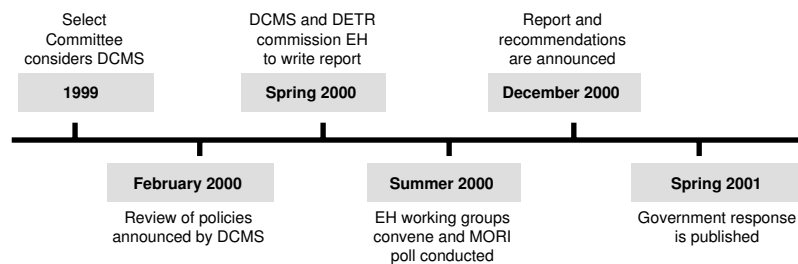 Select
Committee
considers DCMS
1999
DCMS and DETR
commission EH
to write report
Spring 2000
Report and
recommendations
are announced
December 2000
February 2000
Review of policies
announced by DCMS
Summer 2000
EH working groups
convene and MORI
poll conducted
Spring 2001
Government response
is published